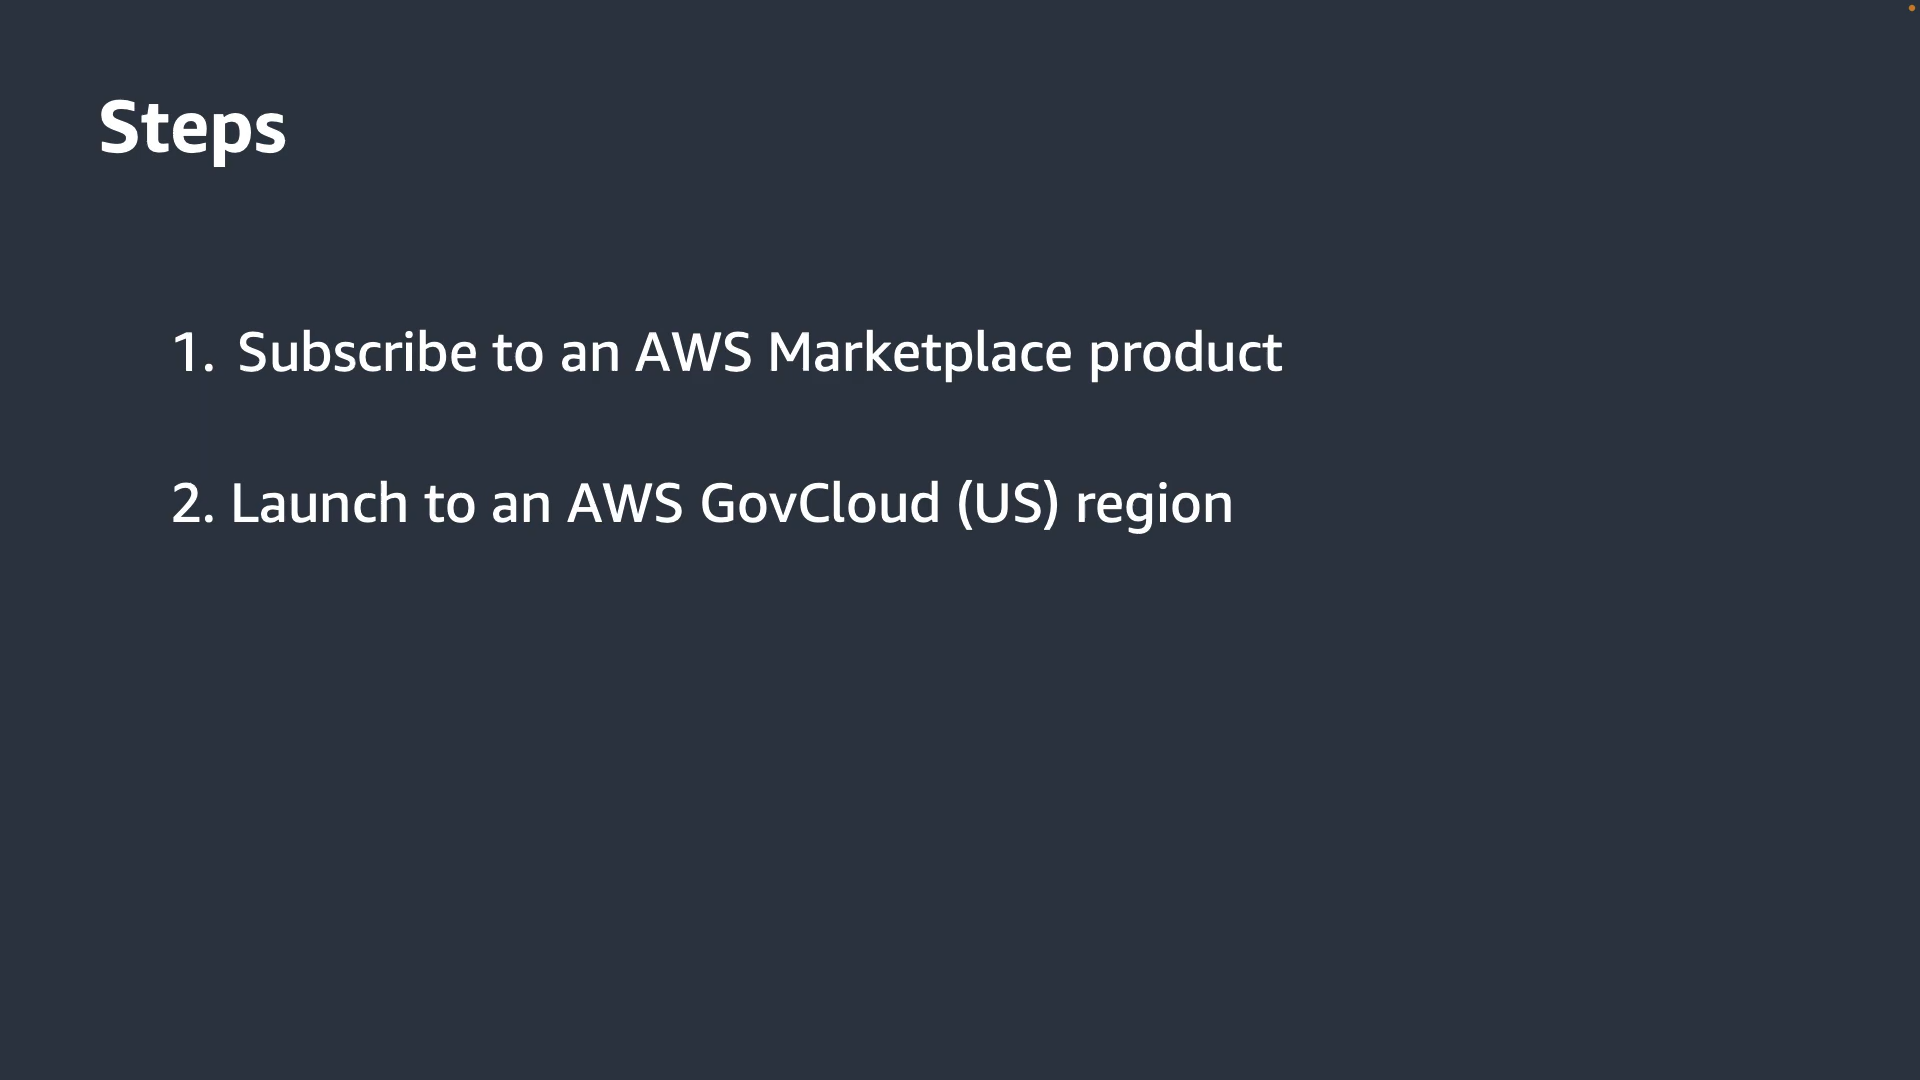 Steps
1. Subscribe to an AWS Marketplace product
2. Launch to an AWS GovCloud (US) region